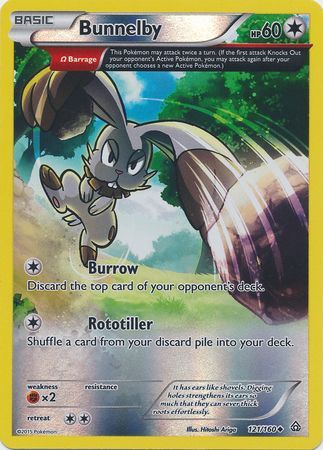 BASIC
Bunnelby
HP60
Ω Barrage
This Pokémon may attack twice a turn. (If the first attack Knocks Out
your opponent's Active Pokémon, you may attack again after your
opponent chooses a new Active Pokémon.)
Burrow
Discard the top card of your opponent's deck.
Rototiller
Shuffle a card from your discard pile into your deck.
weakness
×2
resistance
retreat
It has ears like shovels. Digging
holes strengthens its ears so
much that they can sever thick
roots effortlessly.
©2015 Pokémon
Illus. Hitoshi Ariga
121/160